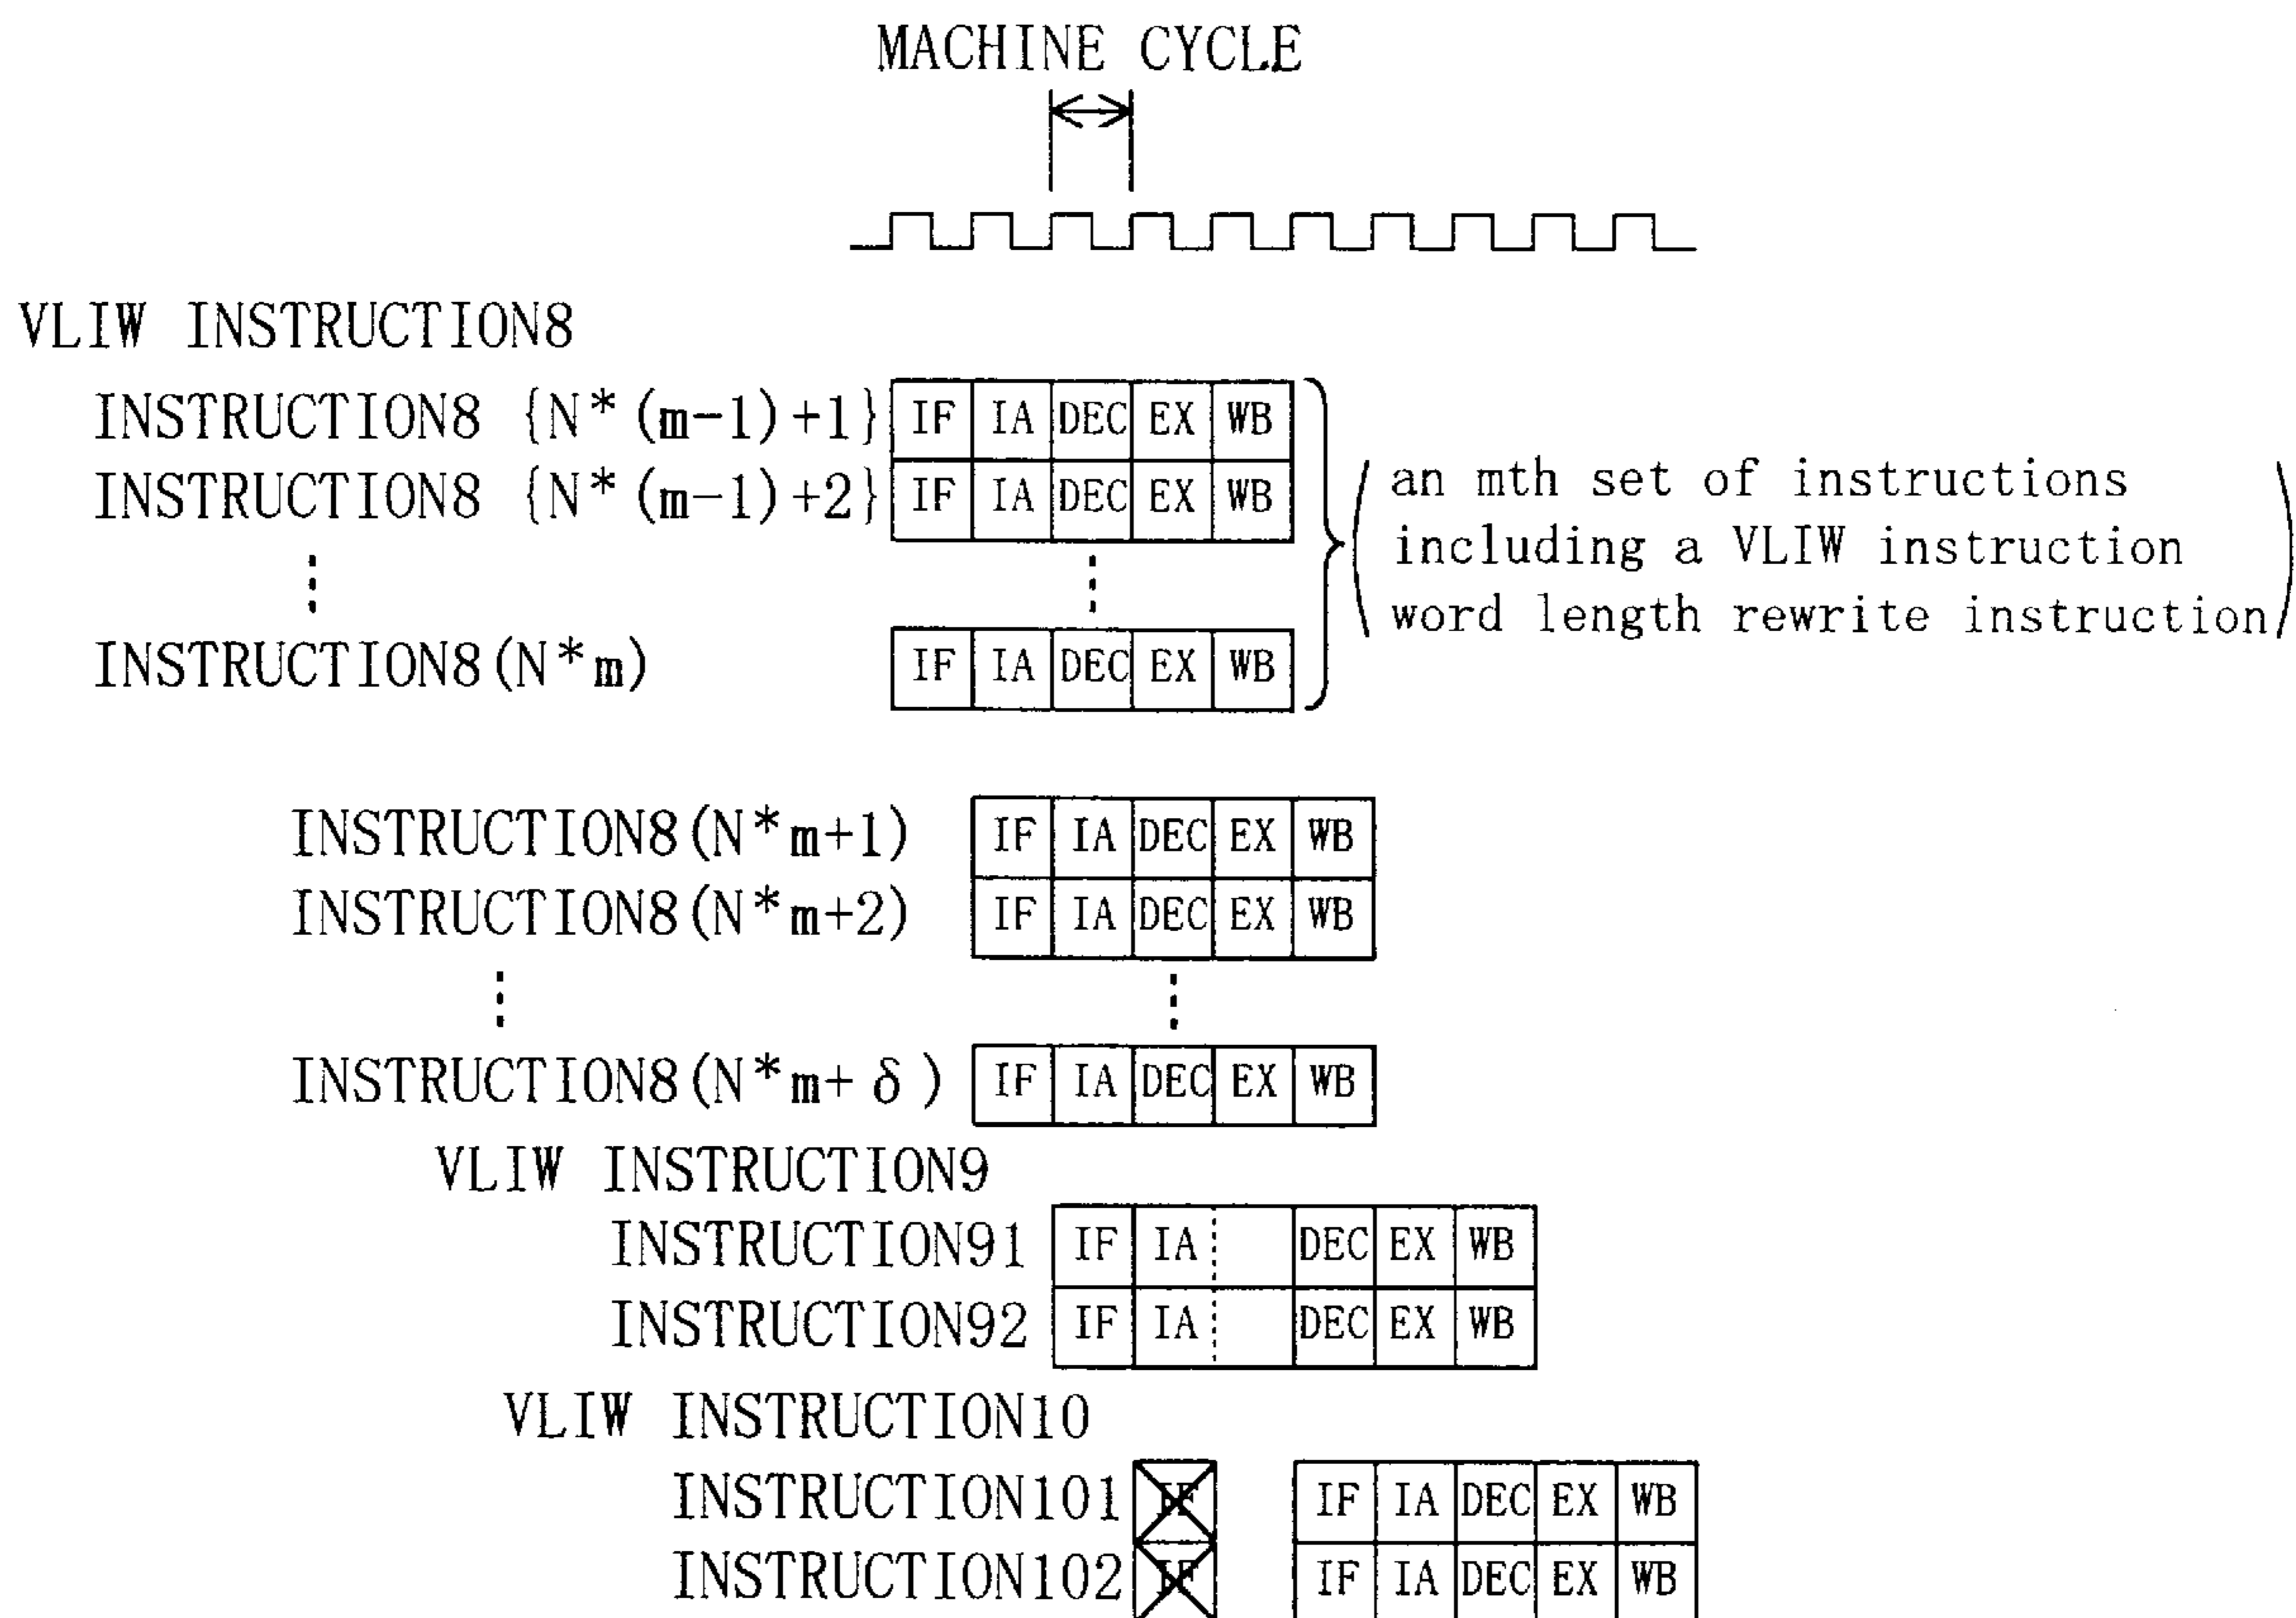 MACHINE CYCLE
VLIW INSTRUCTION8
INSTRUCTION8 {N*(m-1)+1} IF IA DEC EX WB
INSTRUCTION8 {N*(m-1)+2} IF IA DEC EX WB
INSTRUCTION8(N*m) IF IA DEC EX WB
an mth set of instructions
including a VLIW instruction
word length rewrite instruction
INSTRUCTION8(N*m+1) IF IA DEC EX WB
INSTRUCTION8(N*m+2) IF IA DEC EX WB
INSTRUCTION8(N*m+δ) IF IA DEC EX WB
VLIW INSTRUCTION9
INSTRUCTION91 IF IA DEC EX WB
INSTRUCTION92 IF IA DEC EX WB
VLIW INSTRUCTION10
INSTRUCTION101 IF IF IA DEC EX WB
INSTRUCTION102 IF IF IA DEC EX WB